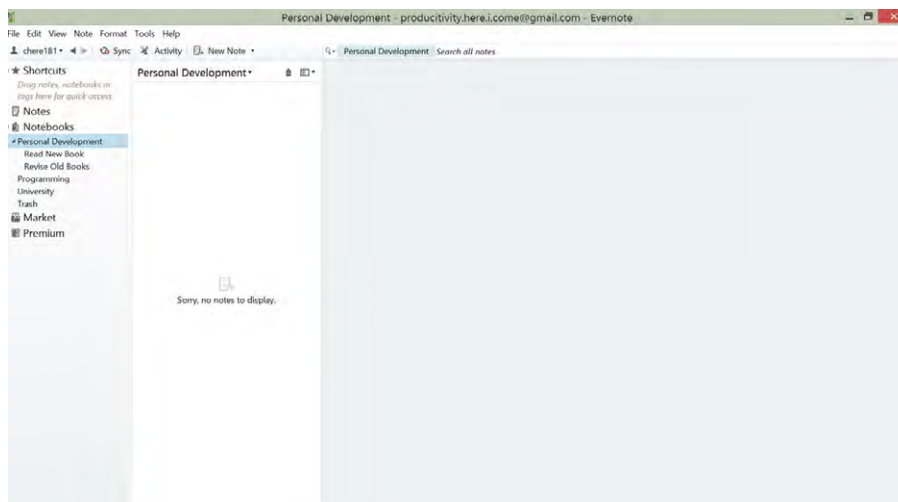 Personal Development - producitivity.here.i.come@gmail.com - Evernote
File Edit View Note Format Tools Help
chere181 Sync Activity New Note Personal Development Search all notes
Shortcuts
Drag notes, notebooks or
tags here for quick access.
Notes
Notebooks
Personal Development
Read New Book
Revise Old Books
Programming
University
Trash
Market
Premium
Personal Development
Sorry, no notes to display.